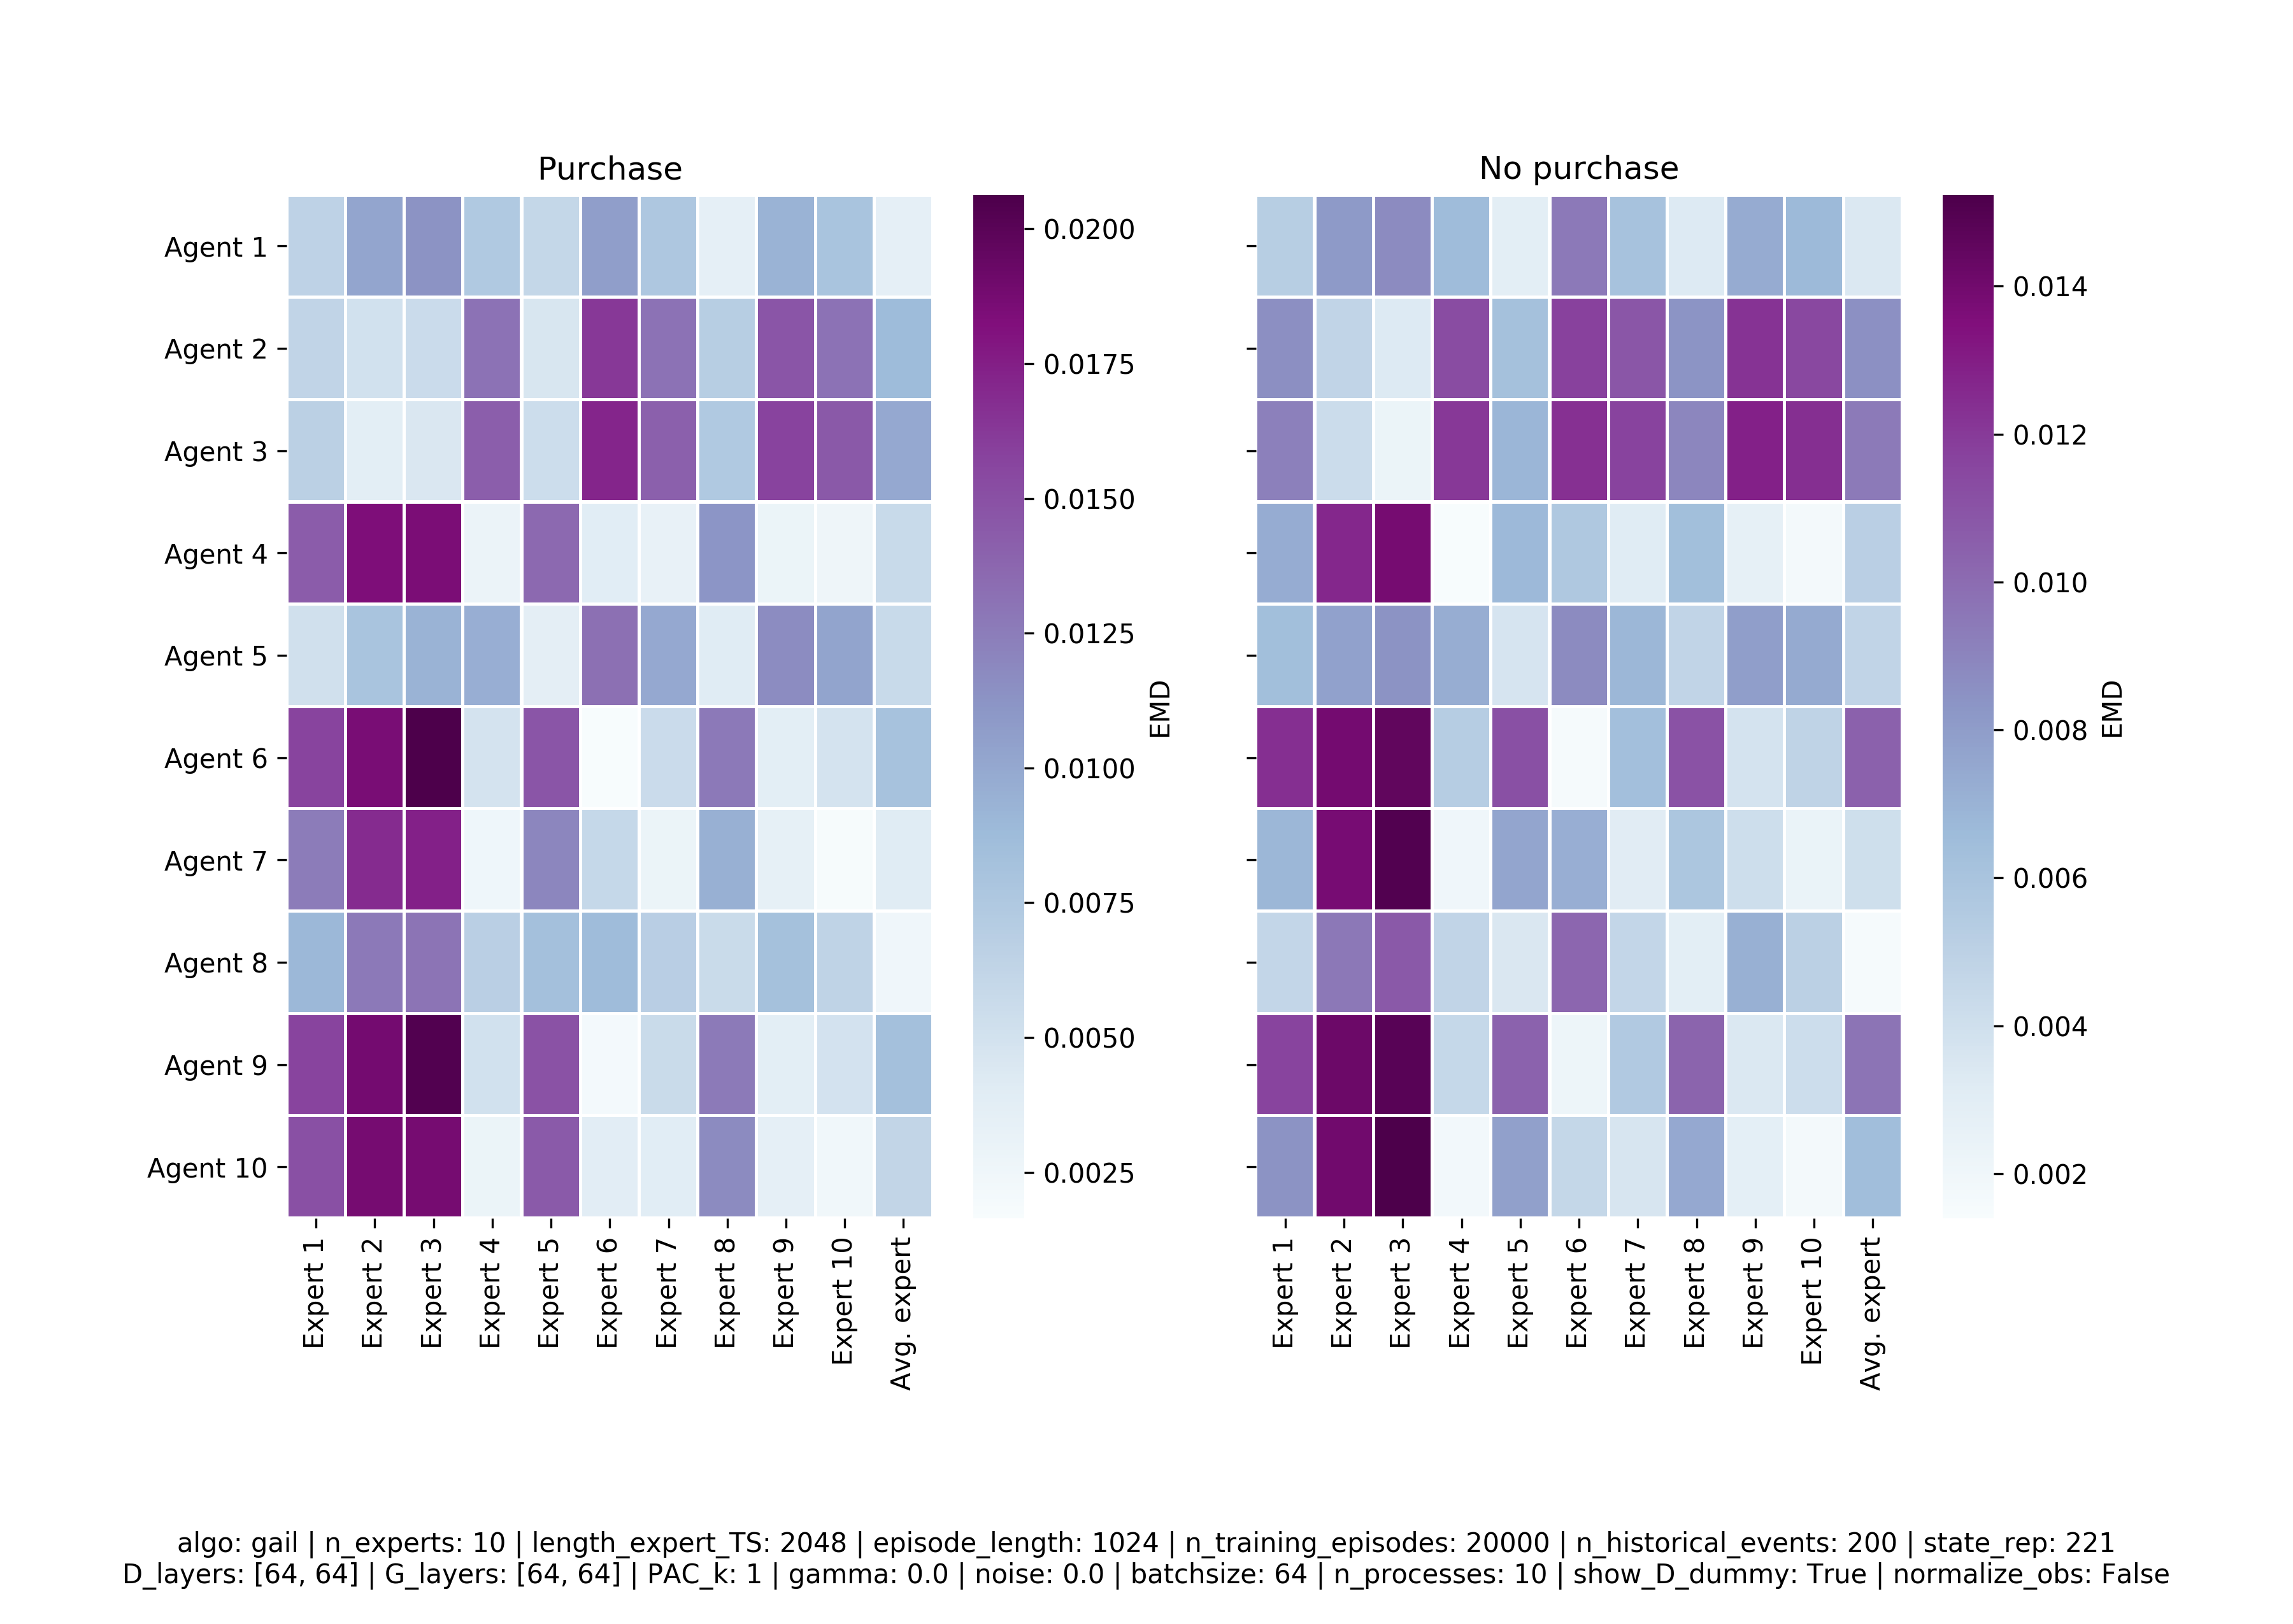 Purchase
No purchase
Agent 1
Agent 2
Agent 3
Agent 4
Agent 5
Agent 6
Agent 7
Agent 8
Agent 9
Agent 10
Expert 1
Expert 2
Expert 3
Expert 4
Expert 5
Expert 6
Expert 7
Expert 8
Expert 9
Expert 10
Avg. expert
0.0200
0.0175
0.0150
0.0125
0.0100
0.0075
0.0050
0.0025
EMD
Expert 1
Expert 2
Expert 3
Expert 4
Expert 5
Expert 6
Expert 7
Expert 8
Expert 9
Expert 10
Avg. expert
0.014
0.012
0.010
0.008
0.006
0.004
0.002
EMD
algo: gail | n_experts: 10 | length_expert_TS: 2048 | episode_length: 1024 | n_training_episodes: 20000 | n_historical_events: 200 | state_rep: 221
D_layers: [64, 64] | G_layers: [64, 64] | PAC_k: 1 | gamma: 0.0 | noise: 0.0 | batchsize: 64 | n_processes: 10 | show_D_dummy: True | normalize_obs: False